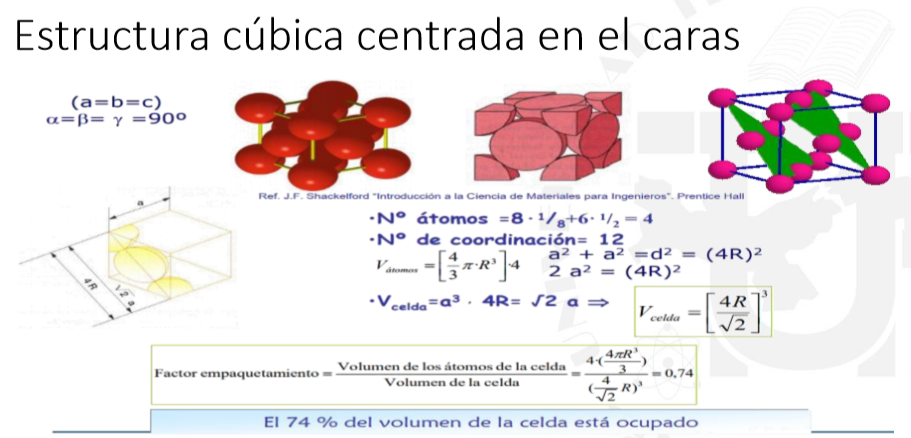 Estructura cúbica centrada en el caras
(a=b=c)
α=β= γ =90º
Ref. J.F. Shackelford "Introducción a la Ciencia de Materiales para Ingenieros". Prentice Hall
a
4R
√2 a
·Nº átomos =8 · 1/8+6· 1/2 = 4
·Nº de coordinación= 12
V átomos = [4/3 π·R³]·4
a² + a² =d² = (4R)²
2 a² = (4R)²
·Vcelda=a³ · 4R= √2 a ⇒
V celda = [4R/√2]³
Factor empaquetamiento = Volumen de los átomos de la celda / Volumen de la celda = 4·(4πR³/3) / (4/√2 R)³ = 0,74
El 74 % del volumen de la celda está ocupado